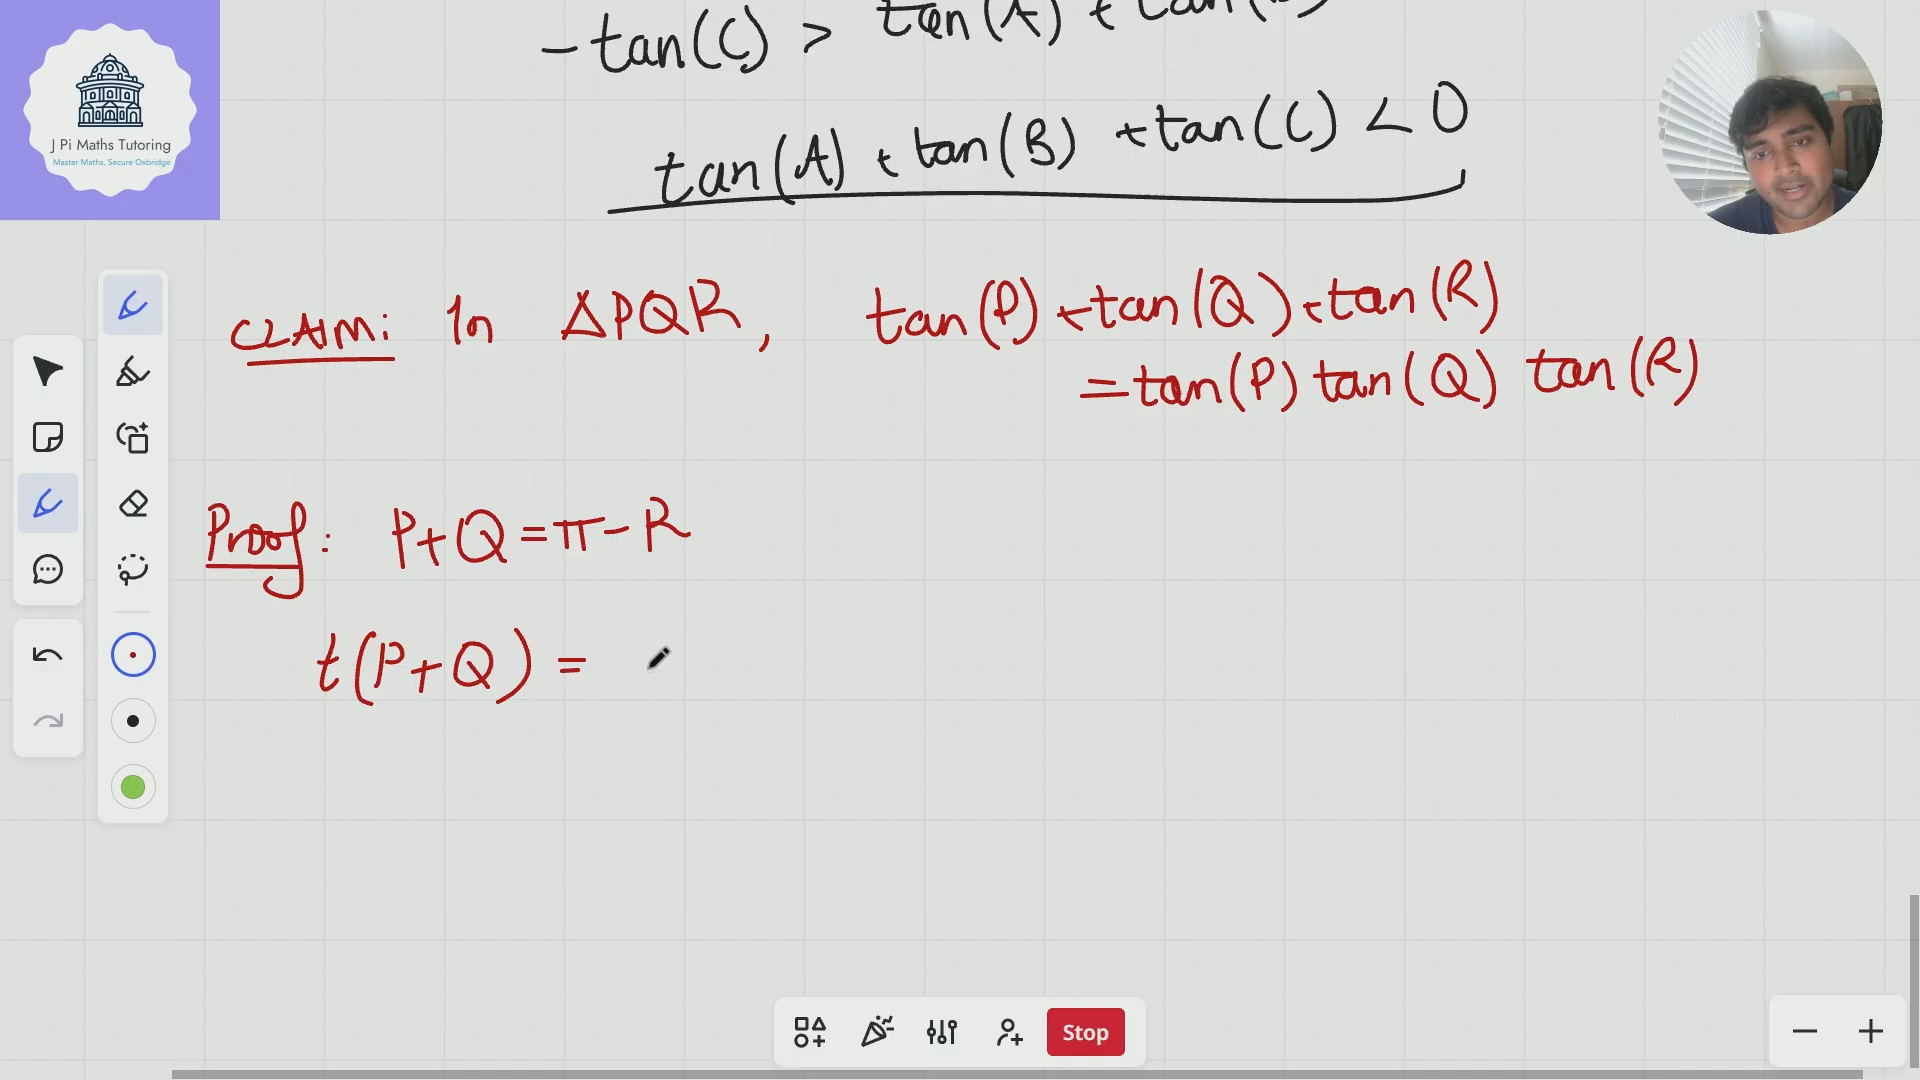 -tan(C) > tan(A) + tan(B)
tan(A) + tan(B) + tan(C) < 0
J Pi Maths Tutoring
Master Maths, Secure Oxbridge
CLAIM: In ΔPQR, tan(P) + tan(Q) + tan(R)
= tan(P) tan(Q) tan(R)
Proof: P+Q = π - R
t(P+Q) =
Stop